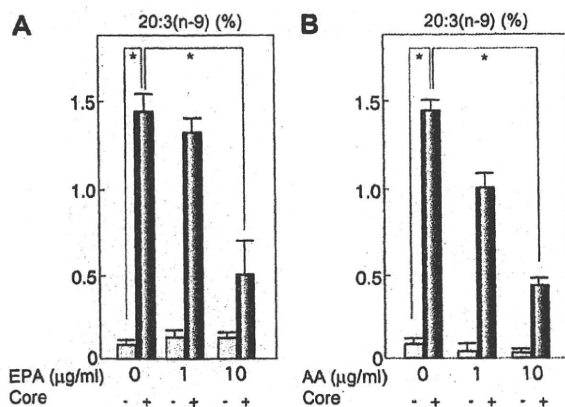 A
20:3(n-9) (%)
* *
1.5
1.0
0.5
0
EPA (µg/ml) 0 1 10
Core - + - + - +
B
20:3(n-9) (%)
* *
1.5
1.0
0.5
0
AA (µg/ml) 0 1 10
Core - + - + - +